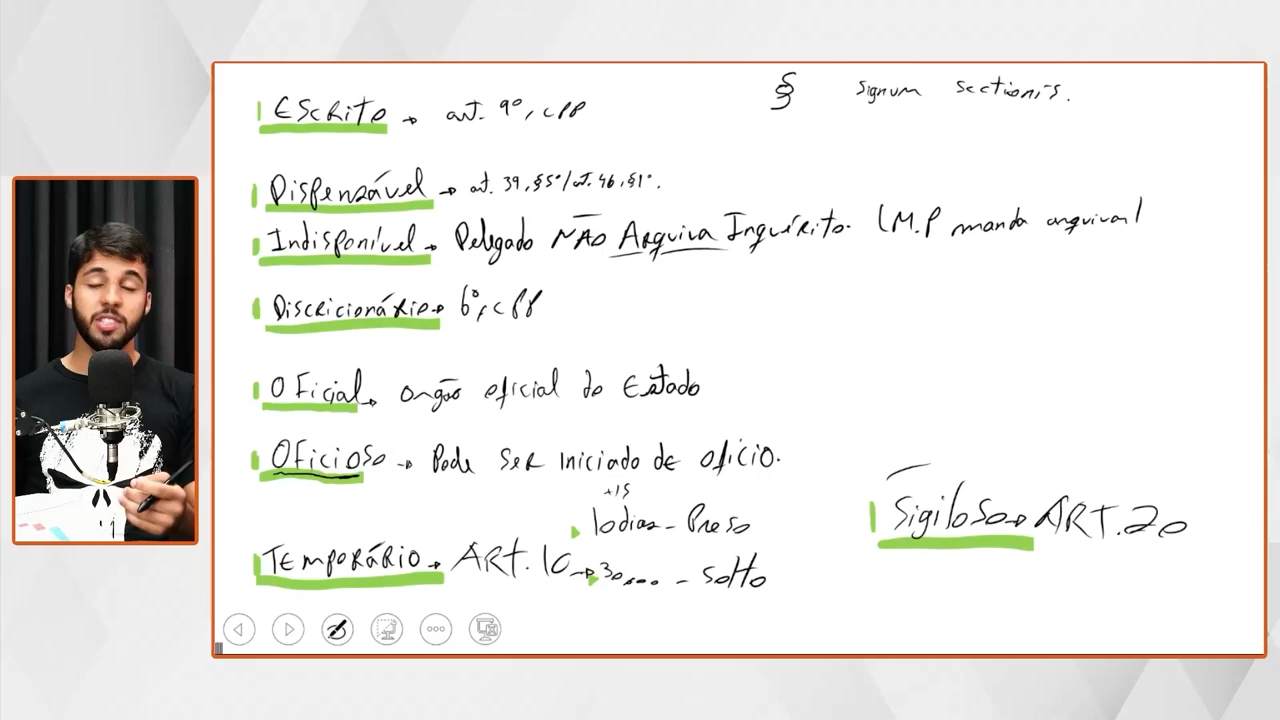 Escrito → art. 9º, CPP
§ signum sectionis.
Dispensável → art. 39, §5º/art. 46, §1º.
Indisponível → Delegado NÃO Arquiva Inquérito. (M.P manda arquivar)
Discricionário → 6º, CPP
Oficial → orgão oficial do Estado
Oficioso → Pode ser iniciado de ofício.
+15
10 dias - Preso
Sigiloso → ART. 20
Temporário → ART. 10 → 30 - solto